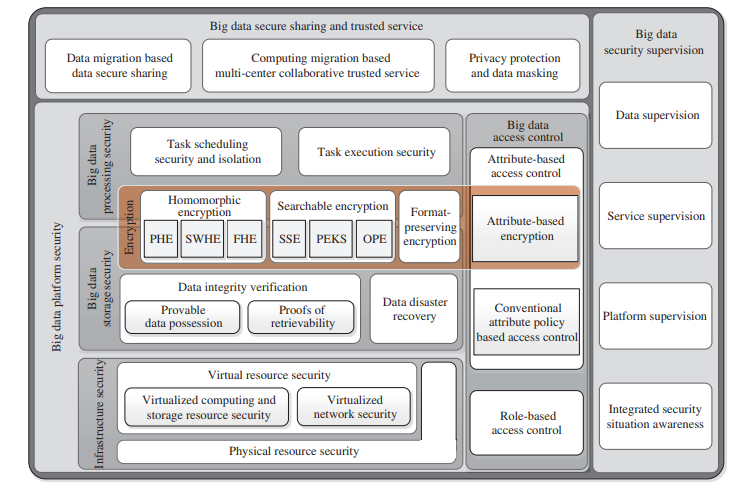 Big data secure sharing and trusted service
Data migration based
data secure sharing
Computing migration based
multi-center collaborative trusted service
Privacy protection
and data masking
Big data platform security
Big data
processing security
Task scheduling
security and isolation
Task execution security
Encryption
Homomorphic
encryption
PHE
SWHE
FHE
Searchable encryption
SSE
PEKS
OPE
Format-
preserving
encryption
Big data
storage security
Data integrity verification
Provable
data possession
Proofs of
retrievability
Data disaster
recovery
Infrastructure security
Virtual resource security
Virtualized computing and
storage resource security
Virtualized
network security
Physical resource security
Big data
access control
Attribute-based
access control
Attribute-based
encryption
Conventional
attribute policy
based access control
Role-based
access control
Big data
security supervision
Data supervision
Service supervision
Platform supervision
Integrated security
situation awareness